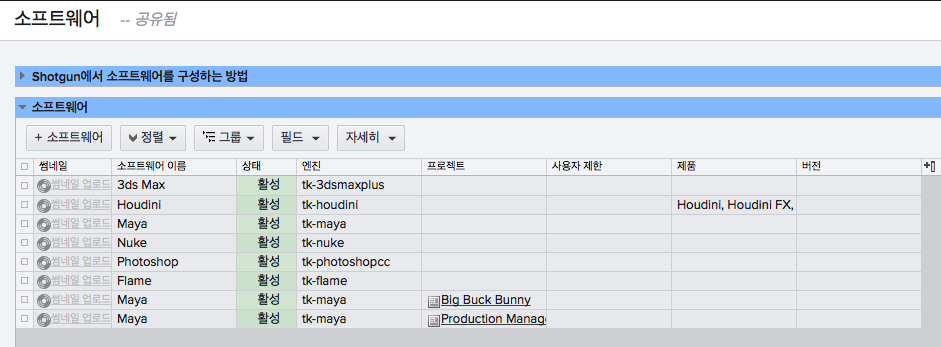 소프트웨어 -- 공유됨
Shotgun에서 소프트웨어를 구성하는 방법
소프트웨어
+ 소프트웨어 정렬 그룹 필드 자세히
썸네일 소프트웨어 이름 상태 엔진 프로젝트 사용자 제한 제품 버전
썸네일 업로드 3ds Max 활성 tk-3dsmaxplus
썸네일 업로드 Houdini 활성 tk-houdini Houdini, Houdini FX,
썸네일 업로드 Maya 활성 tk-maya
썸네일 업로드 Nuke 활성 tk-nuke
썸네일 업로드 Photoshop 활성 tk-photoshopcc
썸네일 업로드 Flame 활성 tk-flame
썸네일 업로드 Maya 활성 tk-maya Big Buck Bunny
썸네일 업로드 Maya 활성 tk-maya Production Manag